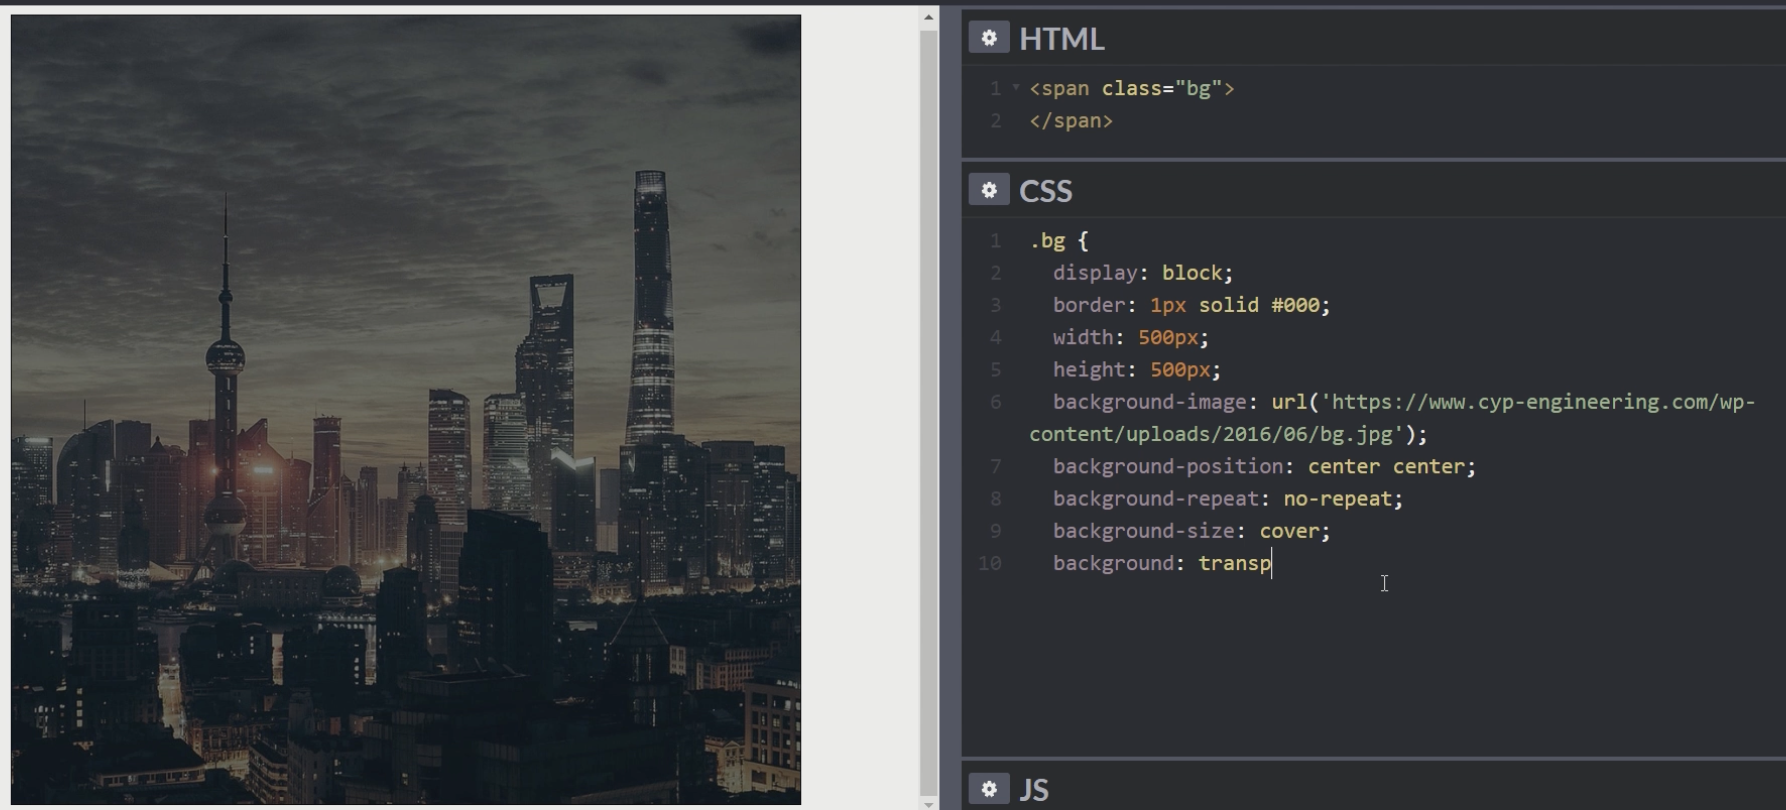 HTML
1 <span class="bg">
2 </span>
CSS
1 .bg {
2 display: block;
3 border: 1px solid #000;
4 width: 500px;
5 height: 500px;
6 background-image: url('https://www.cyp-engineering.com/wp-
content/uploads/2016/06/bg.jpg');
7 background-position: center center;
8 background-repeat: no-repeat;
9 background-size: cover;
10 background: transp
JS